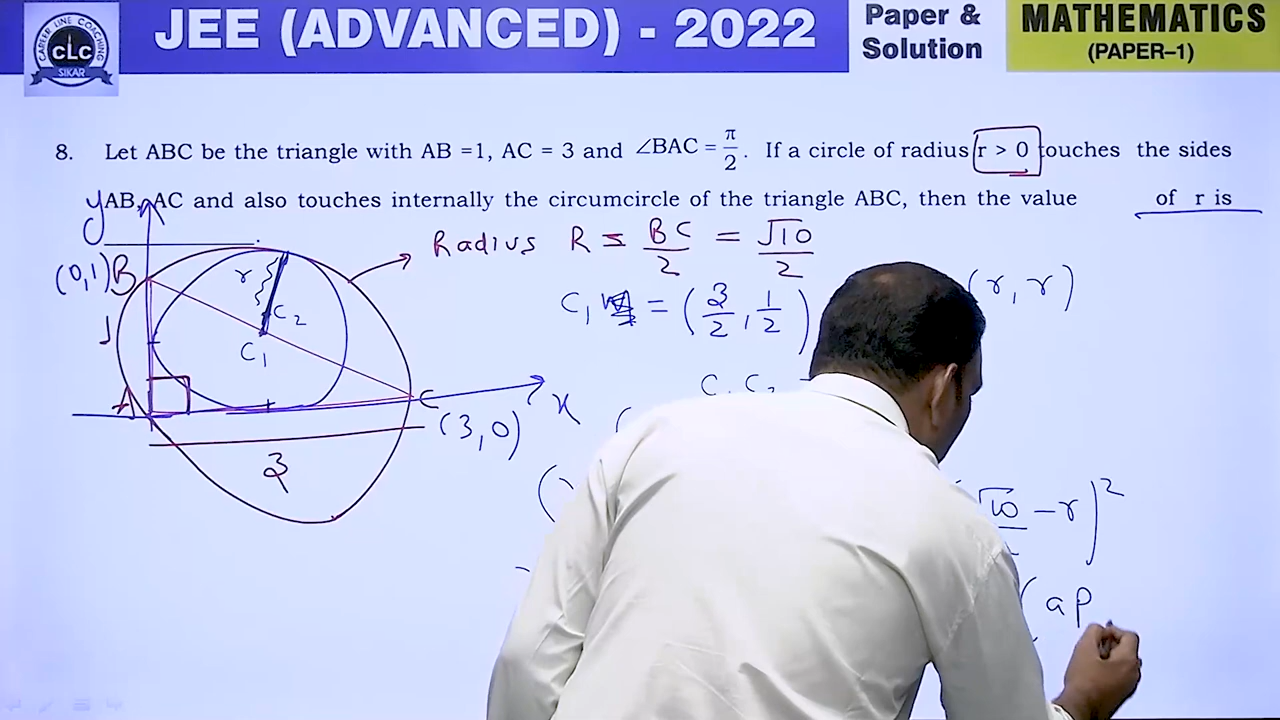 CAREER LINE COACHING
CLC
SIKAR
JEE (ADVANCED) - 2022
Paper &
Solution
MATHEMATICS
(PAPER–1)
8. Let ABC be the triangle with AB =1, AC = 3 and ∠BAC = π/2. If a circle of radius r > 0 touches the sides
AB, AC and also touches internally the circumcircle of the triangle ABC, then the value of r is
y
Radius R = BC/2 = √10/2
(0,1)B
r
C₂
C₁
1
A
C
(3,0)
x
3
C₁ = (3/2, 1/2)
(r, r)
C₁C₂
(
(
√10 - r)²
(ap